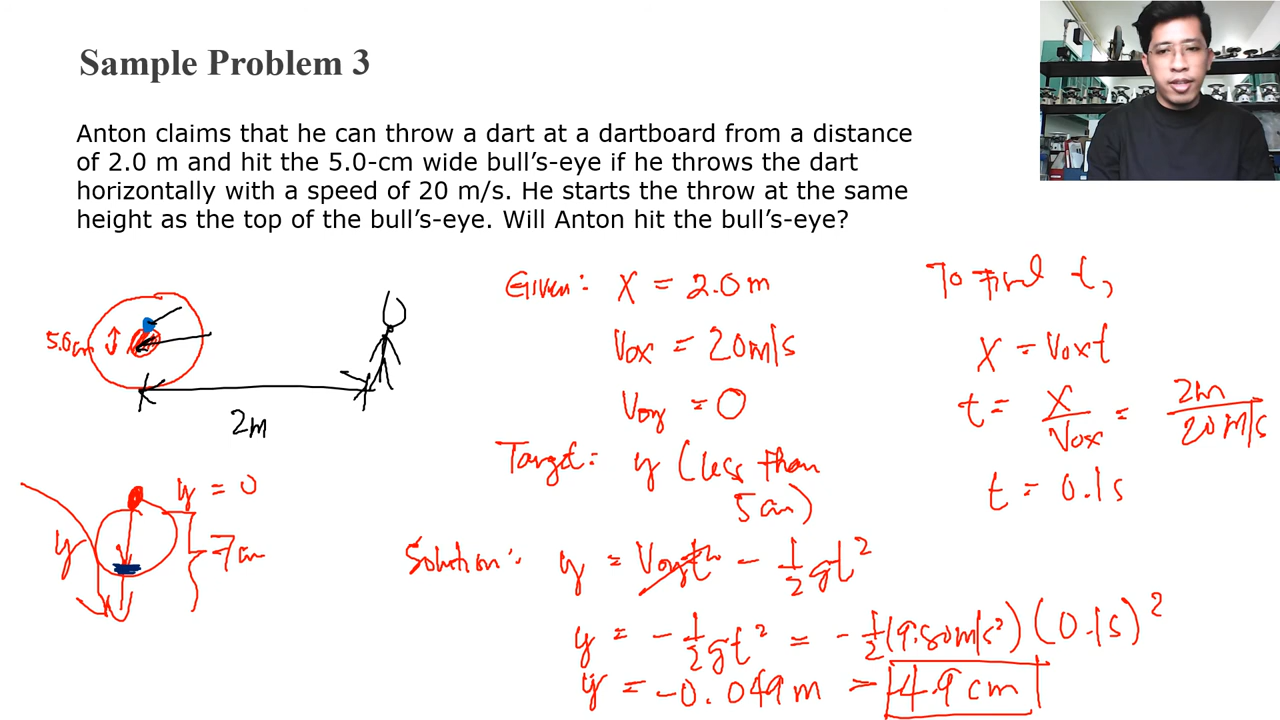 Sample Problem 3
Anton claims that he can throw a dart at a dartboard from a distance
of 2.0 m and hit the 5.0-cm wide bull’s-eye if he throws the dart
horizontally with a speed of 20 m/s. He starts the throw at the same
height as the top of the bull’s-eye. Will Anton hit the bull’s-eye?
5.0cm
2m
y = 0
y
7cm
Given: X = 2.0m
Vox = 20m/s
Voy = 0
Target: y (less than
5cm)
To find t,
X = Voxt
t = X/Vox = 2m/20m/s
t = 0.1s
Solution: y = Voyt - 1/2gt²
y = -1/2gt² = -1/2(9.80m/s²)(0.1s)²
y = -0.049m = -4.9cm